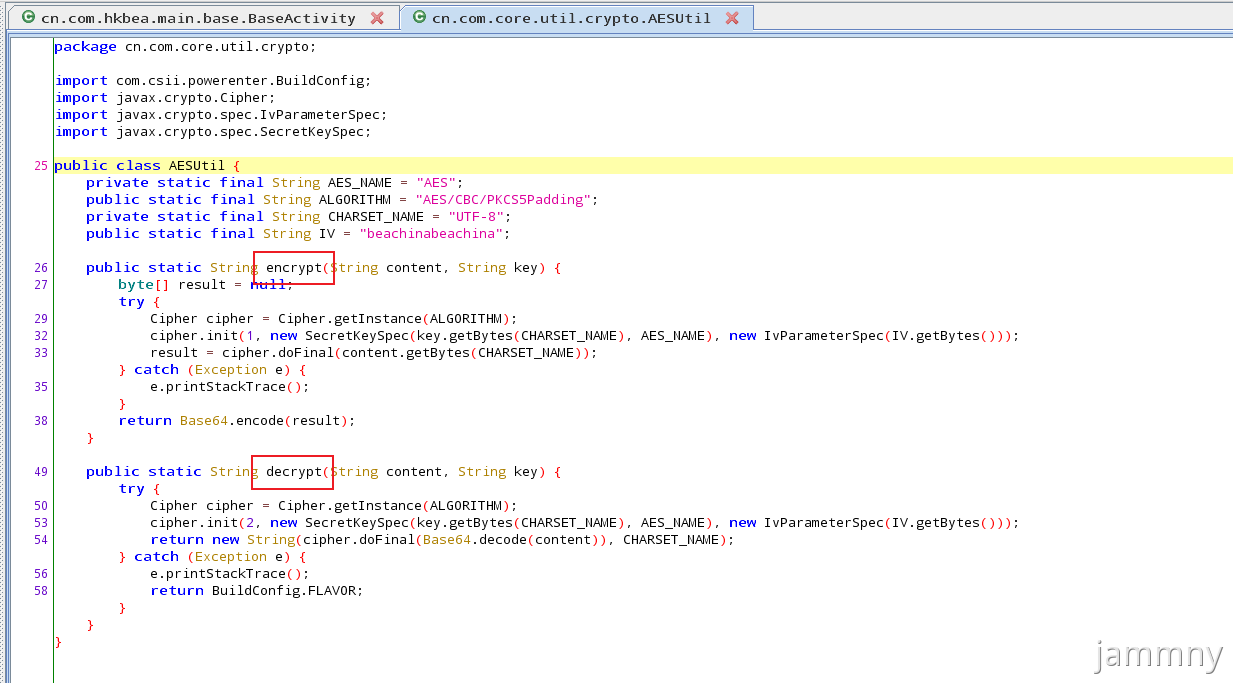 cn.com.hkbea.main.base.BaseActivity cn.com.core.util.crypto.AESUtil
package cn.com.core.util.crypto;
import com.csii.powerenter.BuildConfig;
import javax.crypto.Cipher;
import javax.crypto.spec.IvParameterSpec;
import javax.crypto.spec.SecretKeySpec;
25 public class AESUtil {
private static final String AES_NAME = "AES";
public static final String ALGORITHM = "AES/CBC/PKCS5Padding";
private static final String CHARSET_NAME = "UTF-8";
public static final String IV = "beachinabeachina";
26 public static String encrypt(String content, String key) {
27 byte[] result = null;
try {
29 Cipher cipher = Cipher.getInstance(ALGORITHM);
32 cipher.init(1, new SecretKeySpec(key.getBytes(CHARSET_NAME), AES_NAME), new IvParameterSpec(IV.getBytes()));
33 result = cipher.doFinal(content.getBytes(CHARSET_NAME));
} catch (Exception e) {
35 e.printStackTrace();
}
38 return Base64.encode(result);
}
49 public static String decrypt(String content, String key) {
try {
50 Cipher cipher = Cipher.getInstance(ALGORITHM);
53 cipher.init(2, new SecretKeySpec(key.getBytes(CHARSET_NAME), AES_NAME), new IvParameterSpec(IV.getBytes()));
54 return new String(cipher.doFinal(Base64.decode(content)), CHARSET_NAME);
} catch (Exception e) {
56 e.printStackTrace();
58 return BuildConfig.FLAVOR;
}
}
}
jammny